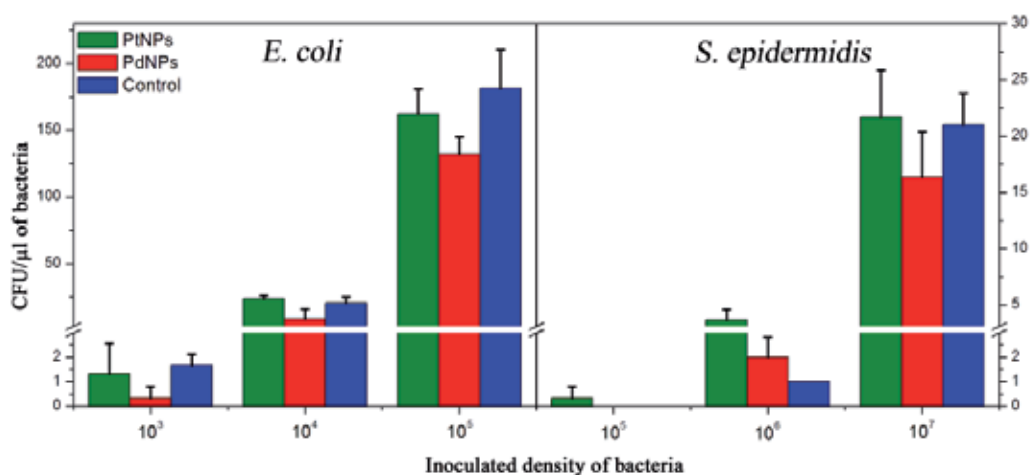 PtNPs
PdNPs
Control
E. coli
S. epidermidis
CFU/µl of bacteria
200
150
100
50
2
1
0
30
25
20
15
10
5
2
1
0
10³ 10⁴ 10⁵ 10⁵ 10⁶ 10⁷
Inoculated density of bacteria